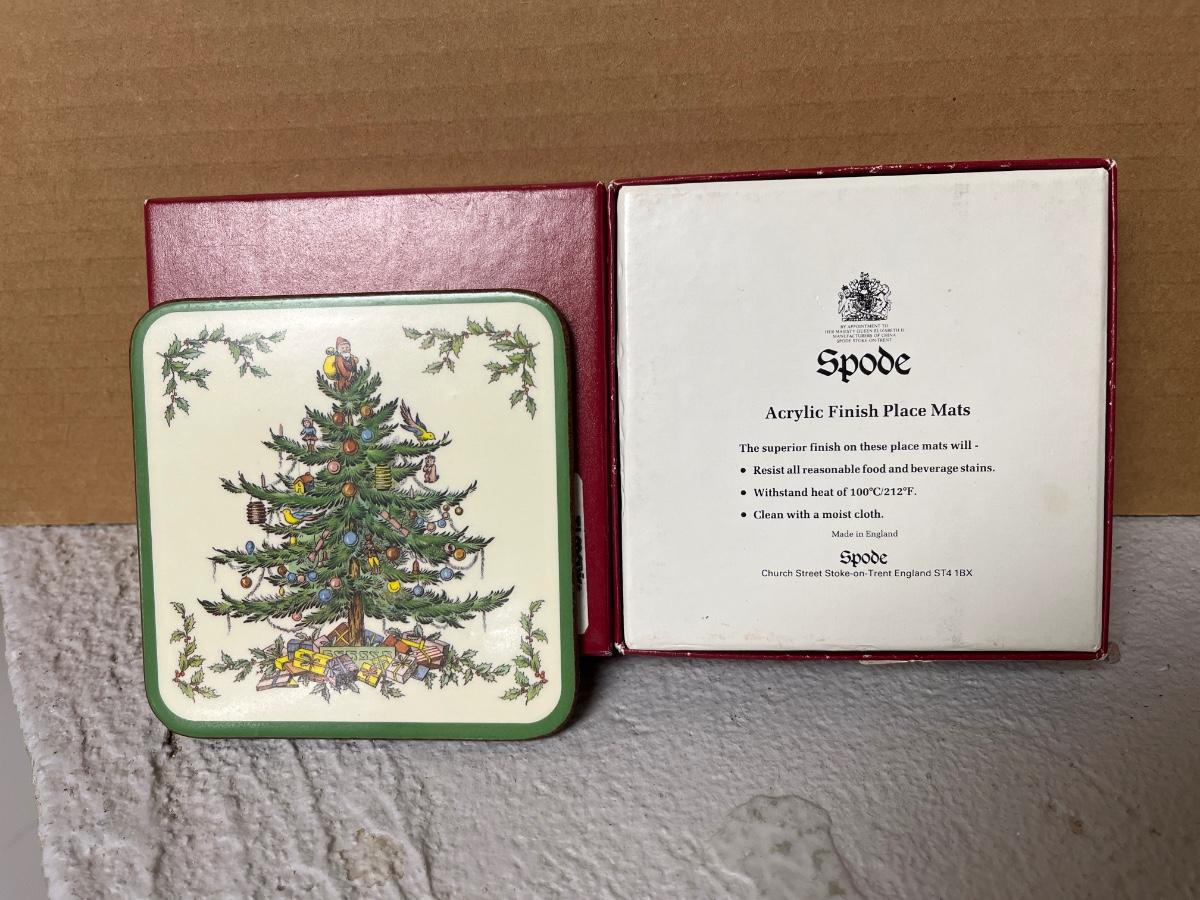 BY APPOINTMENT TO
HER MAJESTY QUEEN ELIZABETH II
MANUFACTURERS OF CHINA
SPODE STOKE-ON-TRENT
Spode
Acrylic Finish Place Mats
The superior finish on these place mats will -
• Resist all reasonable food and beverage stains.
• Withstand heat of 100°C/212°F.
• Clean with a moist cloth.
Made in England
Spode
Church Street Stoke-on-Trent England ST4 1BX